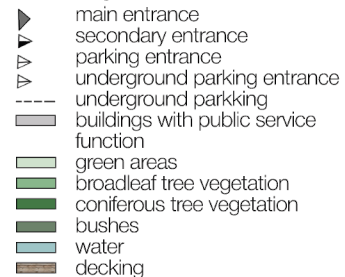 main entrance
secondary entrance
parking entrance
underground parking entrance
underground parkking
buildings with public service
function
green areas
broadleaf tree vegetation
coniferous tree vegetation
bushes
water
decking